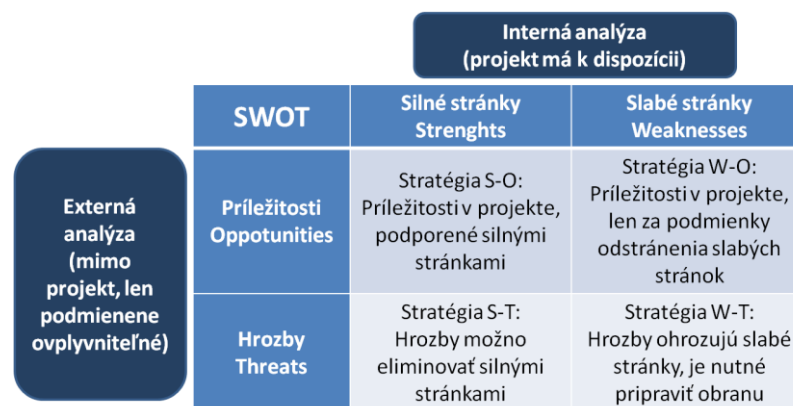 Interná analýza
(projekt má k dispozícii)
SWOT
Silné stránky
Strenghts
Slabé stránky
Weaknesses
Externá
analýza
(mimo
projekt, len
podmienene
ovplyvniteľné)
Príležitosti
Oppotunities
Stratégia S-O:
Príležitosti v projekte,
podporené silnými
stránkami
Stratégia W-O:
Príležitosti v projekte,
len za podmienky
odstránenia slabých
stránok
Hrozby
Threats
Stratégia S-T:
Hrozby možno
eliminovať silnými
stránkami
Stratégia W-T:
Hrozby ohrozujú slabé
stránky, je nutné
pripraviť obranu